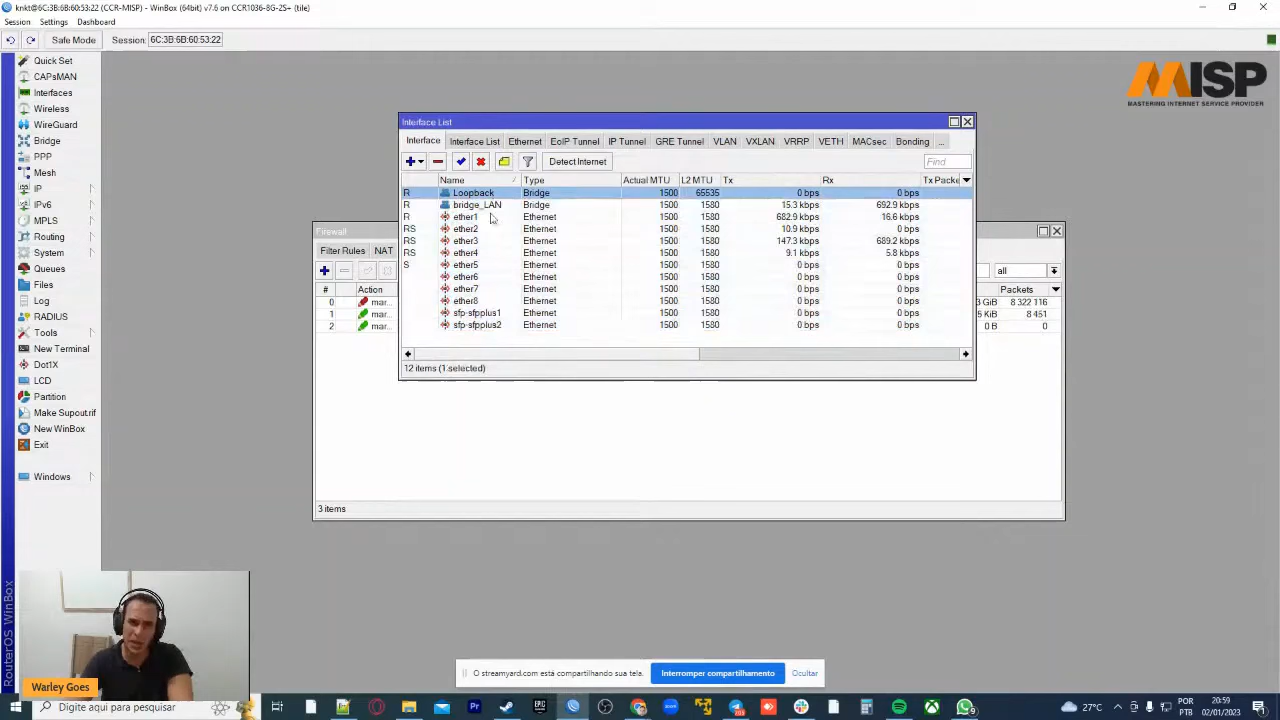 knkt@6C:3B:6B:60:53:22 (CCR-MISP) - WinBox (64bit) v7.6 on CCR1036-8G-2S+ (tile)
Session Settings Dashboard
Safe Mode Session: 6C:3B:6B:60:53:22
Quick Set
CAPsMAN
Interfaces
Wireless
WireGuard
Bridge
PPP
Mesh
IP
IPv6
MPLS
Routing
System
Queues
Files
Log
RADIUS
Tools
New Terminal
Dot1X
LCD
Partition
Make Supout.rif
New WinBox
Exit
Windows
RouterOS WinBox
MISP
MASTERING INTERNET SERVICE PROVIDER
Interface List
Interface Interface List Ethernet EoIP Tunnel IP Tunnel GRE Tunnel VLAN VXLAN VRRP VETH MACsec Bonding ...
Detect Internet Find
Name Type Actual MTU L2 MTU Tx Rx Tx Packe
R Loopback Bridge 1500 65535 0 bps 0 bps
R bridge_LAN Bridge 1500 1580 15.3 kbps 692.9 kbps
R ether1 Ethernet 1500 1580 682.9 kbps 16.6 kbps
RS ether2 Ethernet 1500 1580 10.9 kbps 0 bps
RS ether3 Ethernet 1500 1580 147.3 kbps 689.2 kbps
RS ether4 Ethernet 1500 1580 9.1 kbps 5.8 kbps
S ether5 Ethernet 1500 1580 0 bps 0 bps
ether6 Ethernet 1500 1580 0 bps 0 bps
ether7 Ethernet 1500 1580 0 bps 0 bps
ether8 Ethernet 1500 1580 0 bps 0 bps
sfp-sfpplus1 Ethernet 1500 1580 0 bps 0 bps
sfp-sfpplus2 Ethernet 1500 1580 0 bps 0 bps
12 items (1 selected)
Firewall
Filter Rules NAT
all
# Action Packets
0 mar... 3 GiB 8 322 116
1 mar... 5 KiB 8 451
2 mar... 0 B 0
3 items
Warley Goes
O streamyard.com está compartilhando sua tela. Interromper compartilhamento Ocultar
Digite aqui para pesquisar
27°C
POR
PTB
20:59
02/01/2023